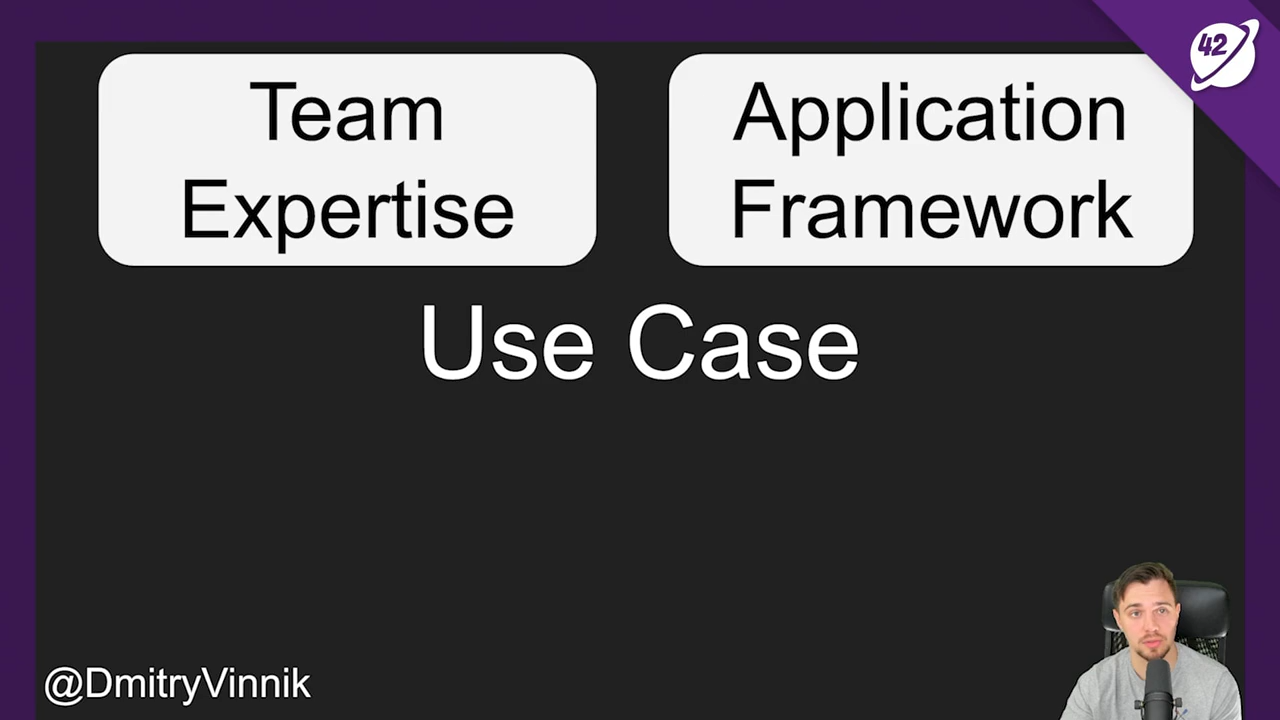 42
Team
Expertise
Application
Framework
Use Case
@DmitryVinnik